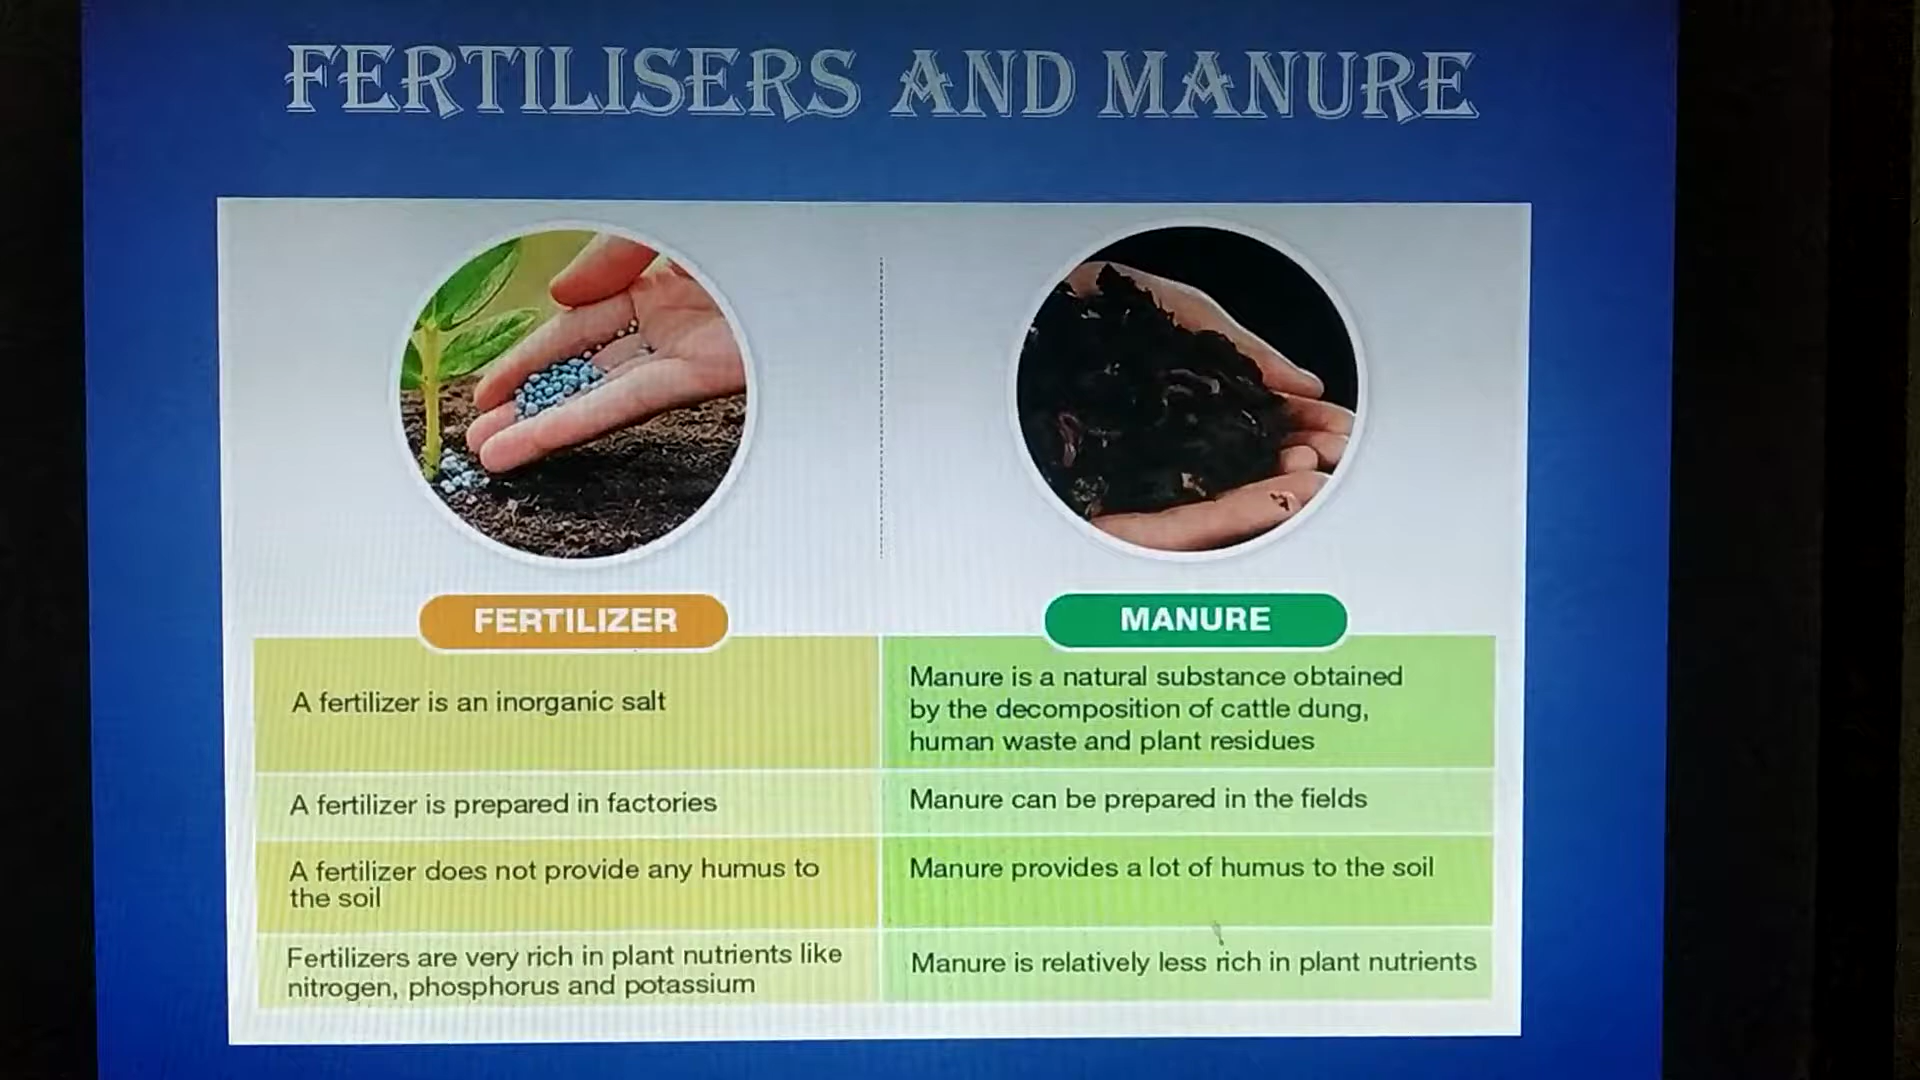 FERTILISERS AND MANURE
FERTILIZER
MANURE
A fertilizer is an inorganic salt
Manure is a natural substance obtained
by the decomposition of cattle dung,
human waste and plant residues
A fertilizer is prepared in factories
Manure can be prepared in the fields
A fertilizer does not provide any humus to
the soil
Manure provides a lot of humus to the soil
Fertilizers are very rich in plant nutrients like
nitrogen, phosphorus and potassium
Manure is relatively less rich in plant nutrients